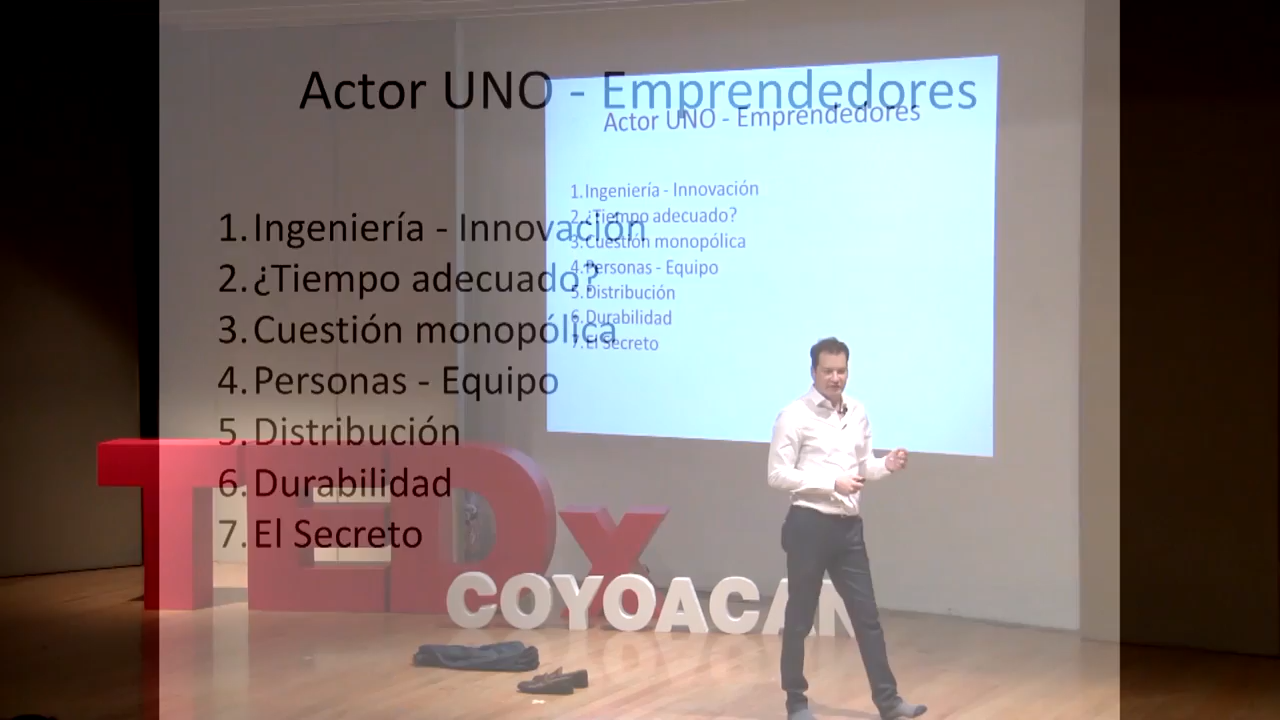 Actor UNO - Emprendedores
1. Ingeniería - Innovación
2. ¿Tiempo adecuado?
3. Cuestión monopólica
4. Personas - Equipo
5. Distribución
6. Durabilidad
7. El Secreto
Actor UNO - Emprendedores
1. Ingeniería - Innovación
2. ¿Tiempo adecuado?
3. Cuestión monopólica
4. Personas - Equipo
5. Distribución
6. Durabilidad
7. El Secreto
TEDx
COYOACAN